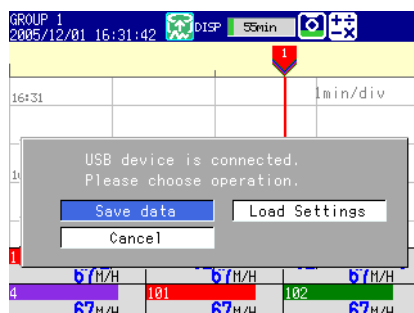 GROUP 1
2005/12/01 16:31:42 DISP 55min
1
16:31 1min/div
USB device is connected.
Please choose operation.
Save data Load Settings
Cancel
1
67M/H 67M/H 67M/H
4 101 102
67M/H 67M/H 67M/H